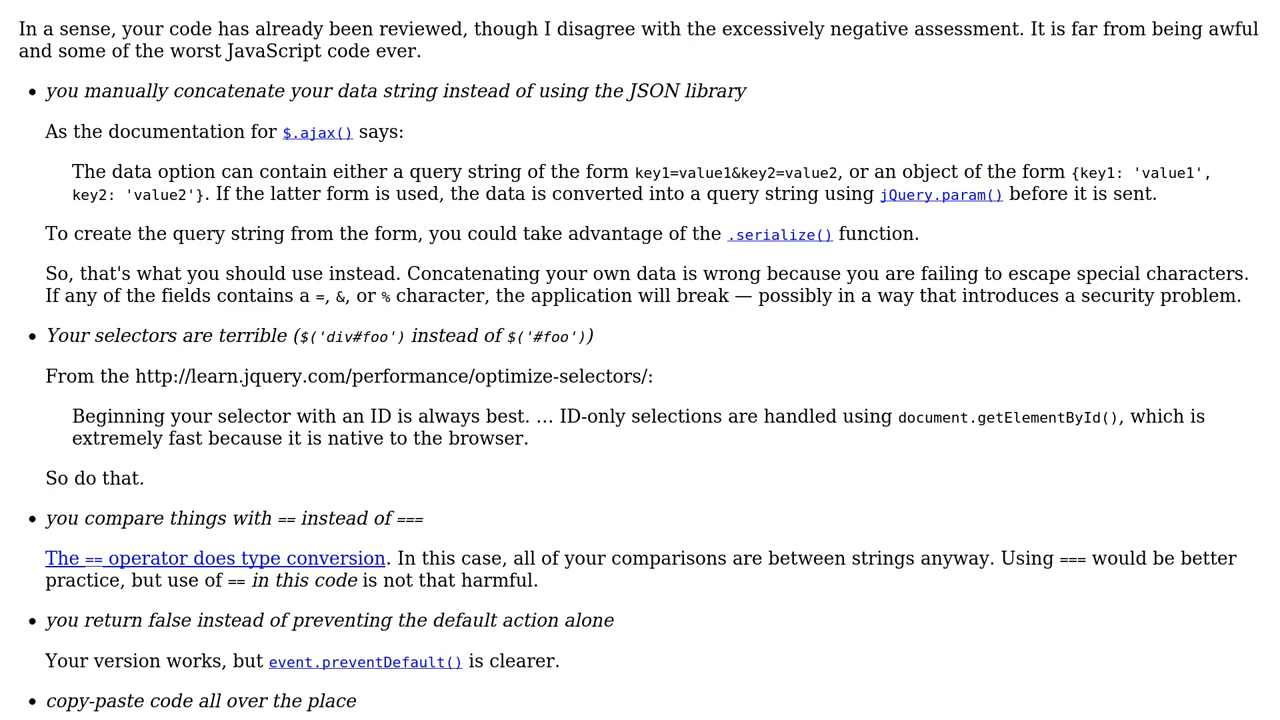 In a sense, your code has already been reviewed, though I disagree with the excessively negative assessment. It is far from being awful
and some of the worst JavaScript code ever.
• you manually concatenate your data string instead of using the JSON library
As the documentation for $.ajax() says:
The data option can contain either a query string of the form key1=value1&key2=value2, or an object of the form {key1: 'value1',
key2: 'value2'}. If the latter form is used, the data is converted into a query string using jQuery.param() before it is sent.
To create the query string from the form, you could take advantage of the .serialize() function.
So, that's what you should use instead. Concatenating your own data is wrong because you are failing to escape special characters.
If any of the fields contains a =, &, or % character, the application will break — possibly in a way that introduces a security problem.
• Your selectors are terrible ($('div#foo') instead of $('#foo'))
From the http://learn.jquery.com/performance/optimize-selectors/:
Beginning your selector with an ID is always best. … ID-only selections are handled using document.getElementById(), which is
extremely fast because it is native to the browser.
So do that.
• you compare things with == instead of ===
The == operator does type conversion. In this case, all of your comparisons are between strings anyway. Using === would be better
practice, but use of == in this code is not that harmful.
• you return false instead of preventing the default action alone
Your version works, but event.preventDefault() is clearer.
• copy-paste code all over the place